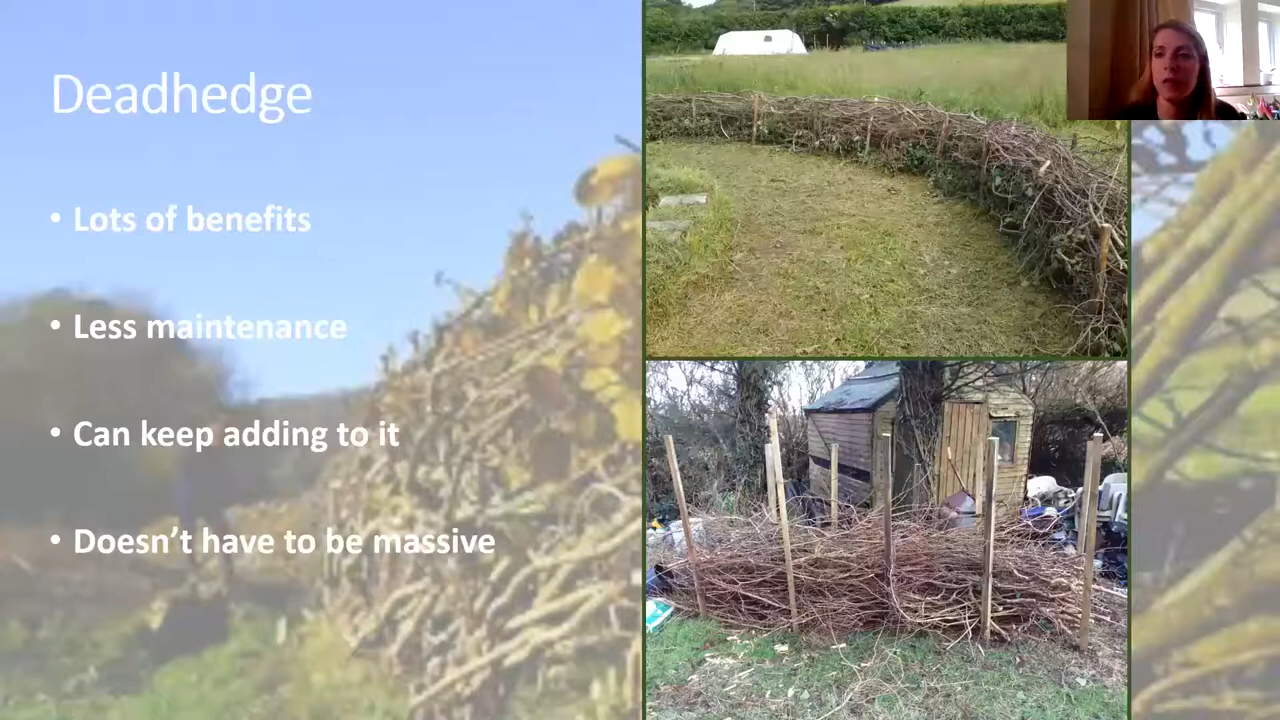 Deadhedge
• Lots of benefits
• Less maintenance
• Can keep adding to it
• Doesn’t have to be massive